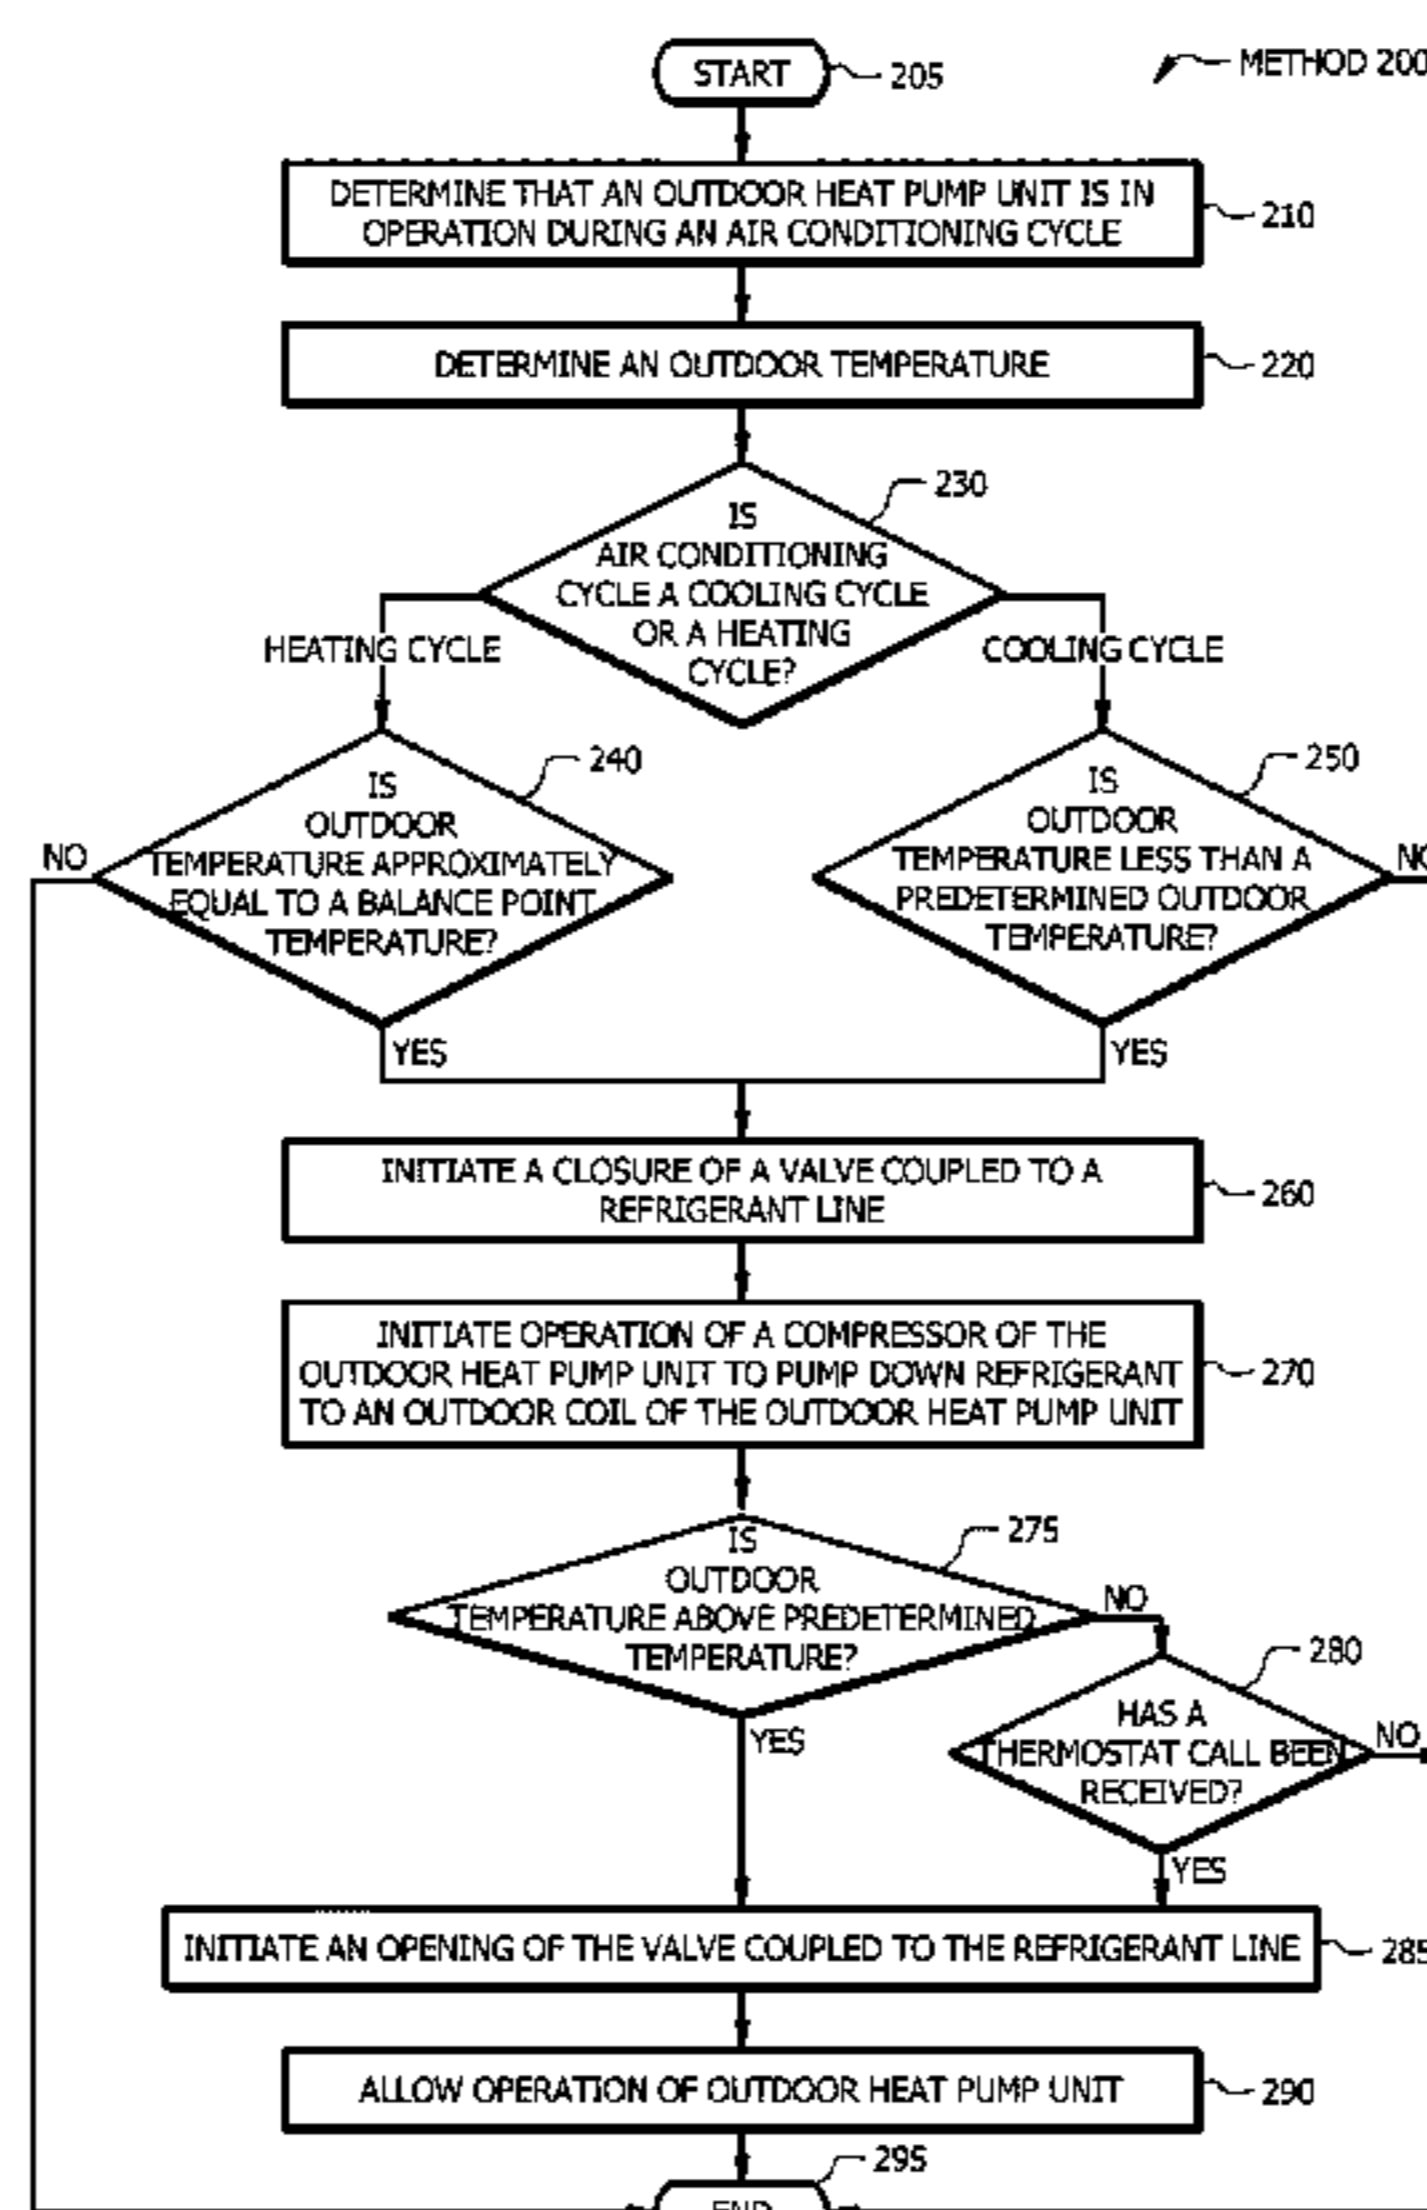 START
205
METHOD 200
DETERMINE THAT AN OUTDOOR HEAT PUMP UNIT IS IN
OPERATION DURING AN AIR CONDITIONING CYCLE
210
DETERMINE AN OUTDOOR TEMPERATURE
220
230
IS
AIR CONDITIONING
CYCLE A COOLING CYCLE
OR A HEATING
CYCLE?
HEATING CYCLE
COOLING CYCLE
240
IS
OUTDOOR
TEMPERATURE APPROXIMATELY
EQUAL TO A BALANCE POINT
TEMPERATURE?
NO
YES
250
IS
OUTDOOR
TEMPERATURE LESS THAN A
PREDETERMINED OUTDOOR
TEMPERATURE?
NO
YES
INITIATE A CLOSURE OF A VALVE COUPLED TO A
REFRIGERANT LINE
260
INITIATE OPERATION OF A COMPRESSOR OF THE
OUTDOOR HEAT PUMP UNIT TO PUMP DOWN REFRIGERANT
TO AN OUTDOOR COIL OF THE OUTDOOR HEAT PUMP UNIT
270
275
IS
OUTDOOR
TEMPERATURE ABOVE PREDETERMINED
TEMPERATURE?
NO
YES
280
HAS A
THERMOSTAT CALL BEEN
RECEIVED?
NO
YES
INITIATE AN OPENING OF THE VALVE COUPLED TO THE REFRIGERANT LINE
285
ALLOW OPERATION OF OUTDOOR HEAT PUMP UNIT
290
295
END